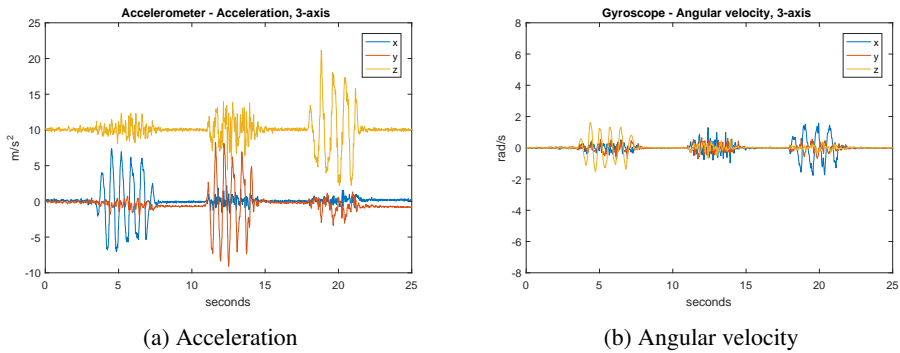 Accelerometer - Acceleration, 3-axis
25
20
15
10
5
0
-5
-10
m/s²
0
5
10
15
20
25
seconds
x
y
z
(a) Acceleration
Gyroscope - Angular velocity, 3-axis
8
6
4
2
0
-2
-4
-6
-8
rad/s
0
5
10
15
20
25
seconds
x
y
z
(b) Angular velocity